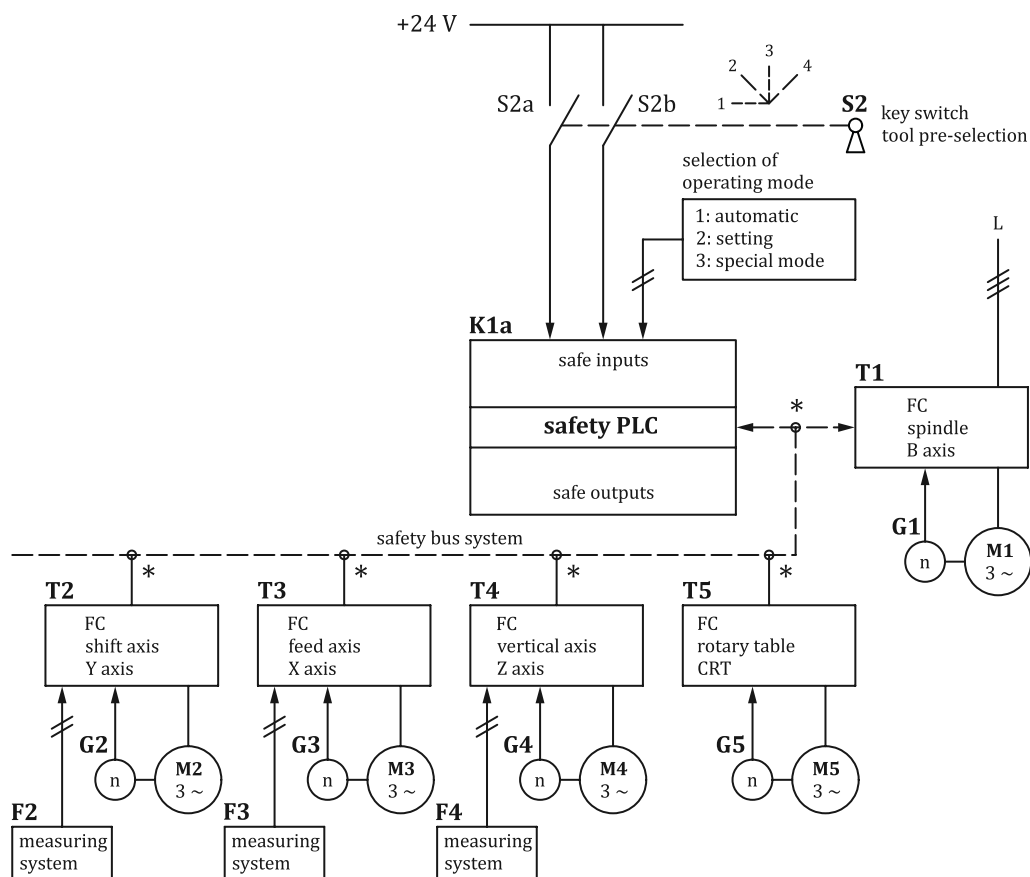 +24 V
3
2
4
1
S2a
S2b
S2
key switch
tool pre-selection
selection of
operating mode
1: automatic
2: setting
3: special mode
L
K1a
safe inputs
safety PLC
safe outputs
*
T1
FC
spindle
B axis
G1
n
M1
3 ~
safety bus system
*
*
*
*
T2
FC
shift axis
Y axis
T3
FC
feed axis
X axis
T4
FC
vertical axis
Z axis
T5
FC
rotary table
CRT
G2
n
M2
3 ~
G3
n
M3
3 ~
G4
n
M4
3 ~
G5
n
M5
3 ~
F2
measuring
system
F3
measuring
system
F4
measuring
system